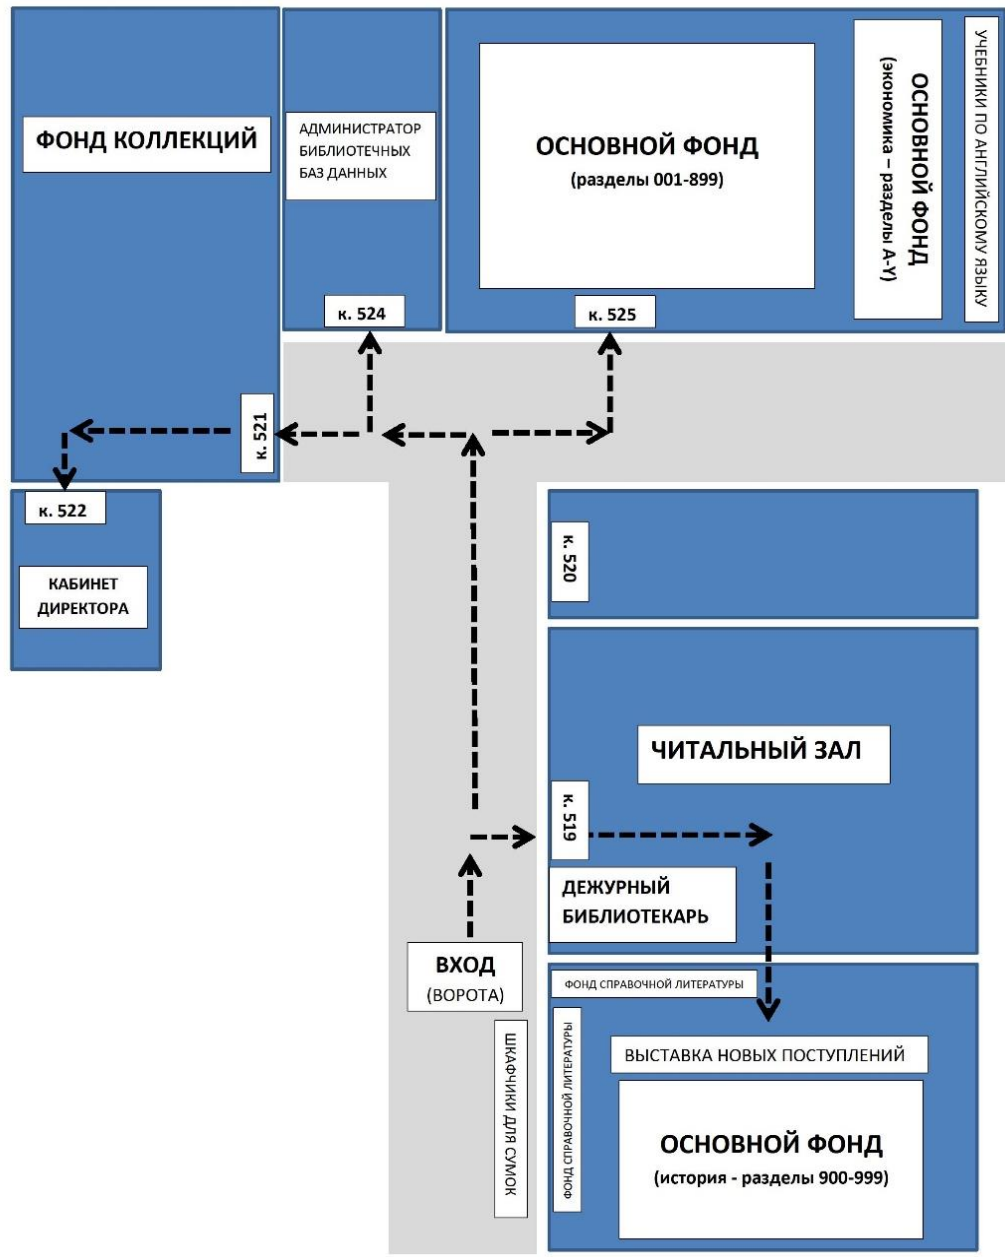 ФОНД КОЛЛЕКЦИЙ
АДМИНИСТРАТОР
БИБЛИОТЕЧНЫХ
БАЗ ДАННЫХ
ОСНОВНОЙ ФОНД
(разделы 001-899)
ОСНОВНОЙ ФОНД
(экономика – разделы A-Y)
УЧЕБНИКИ ПО АНГЛИЙСКОМУ ЯЗЫКУ
к. 524
к. 525
к. 521
к. 522
КАБИНЕТ
ДИРЕКТОРА
к. 520
ЧИТАЛЬНЫЙ ЗАЛ
к. 519
ДЕЖУРНЫЙ
БИБЛИОТЕКАРЬ
ВХОД
(ВОРОТА)
ШКАФЧИКИ ДЛЯ СУМОК
ФОНД СПРАВОЧНОЙ ЛИТЕРАТУРЫ
ФОНД СПРАВОЧНОЙ ЛИТЕРАТУРЫ
ВЫСТАВКА НОВЫХ ПОСТУПЛЕНИЙ
ОСНОВНОЙ ФОНД
(история - разделы 900-999)